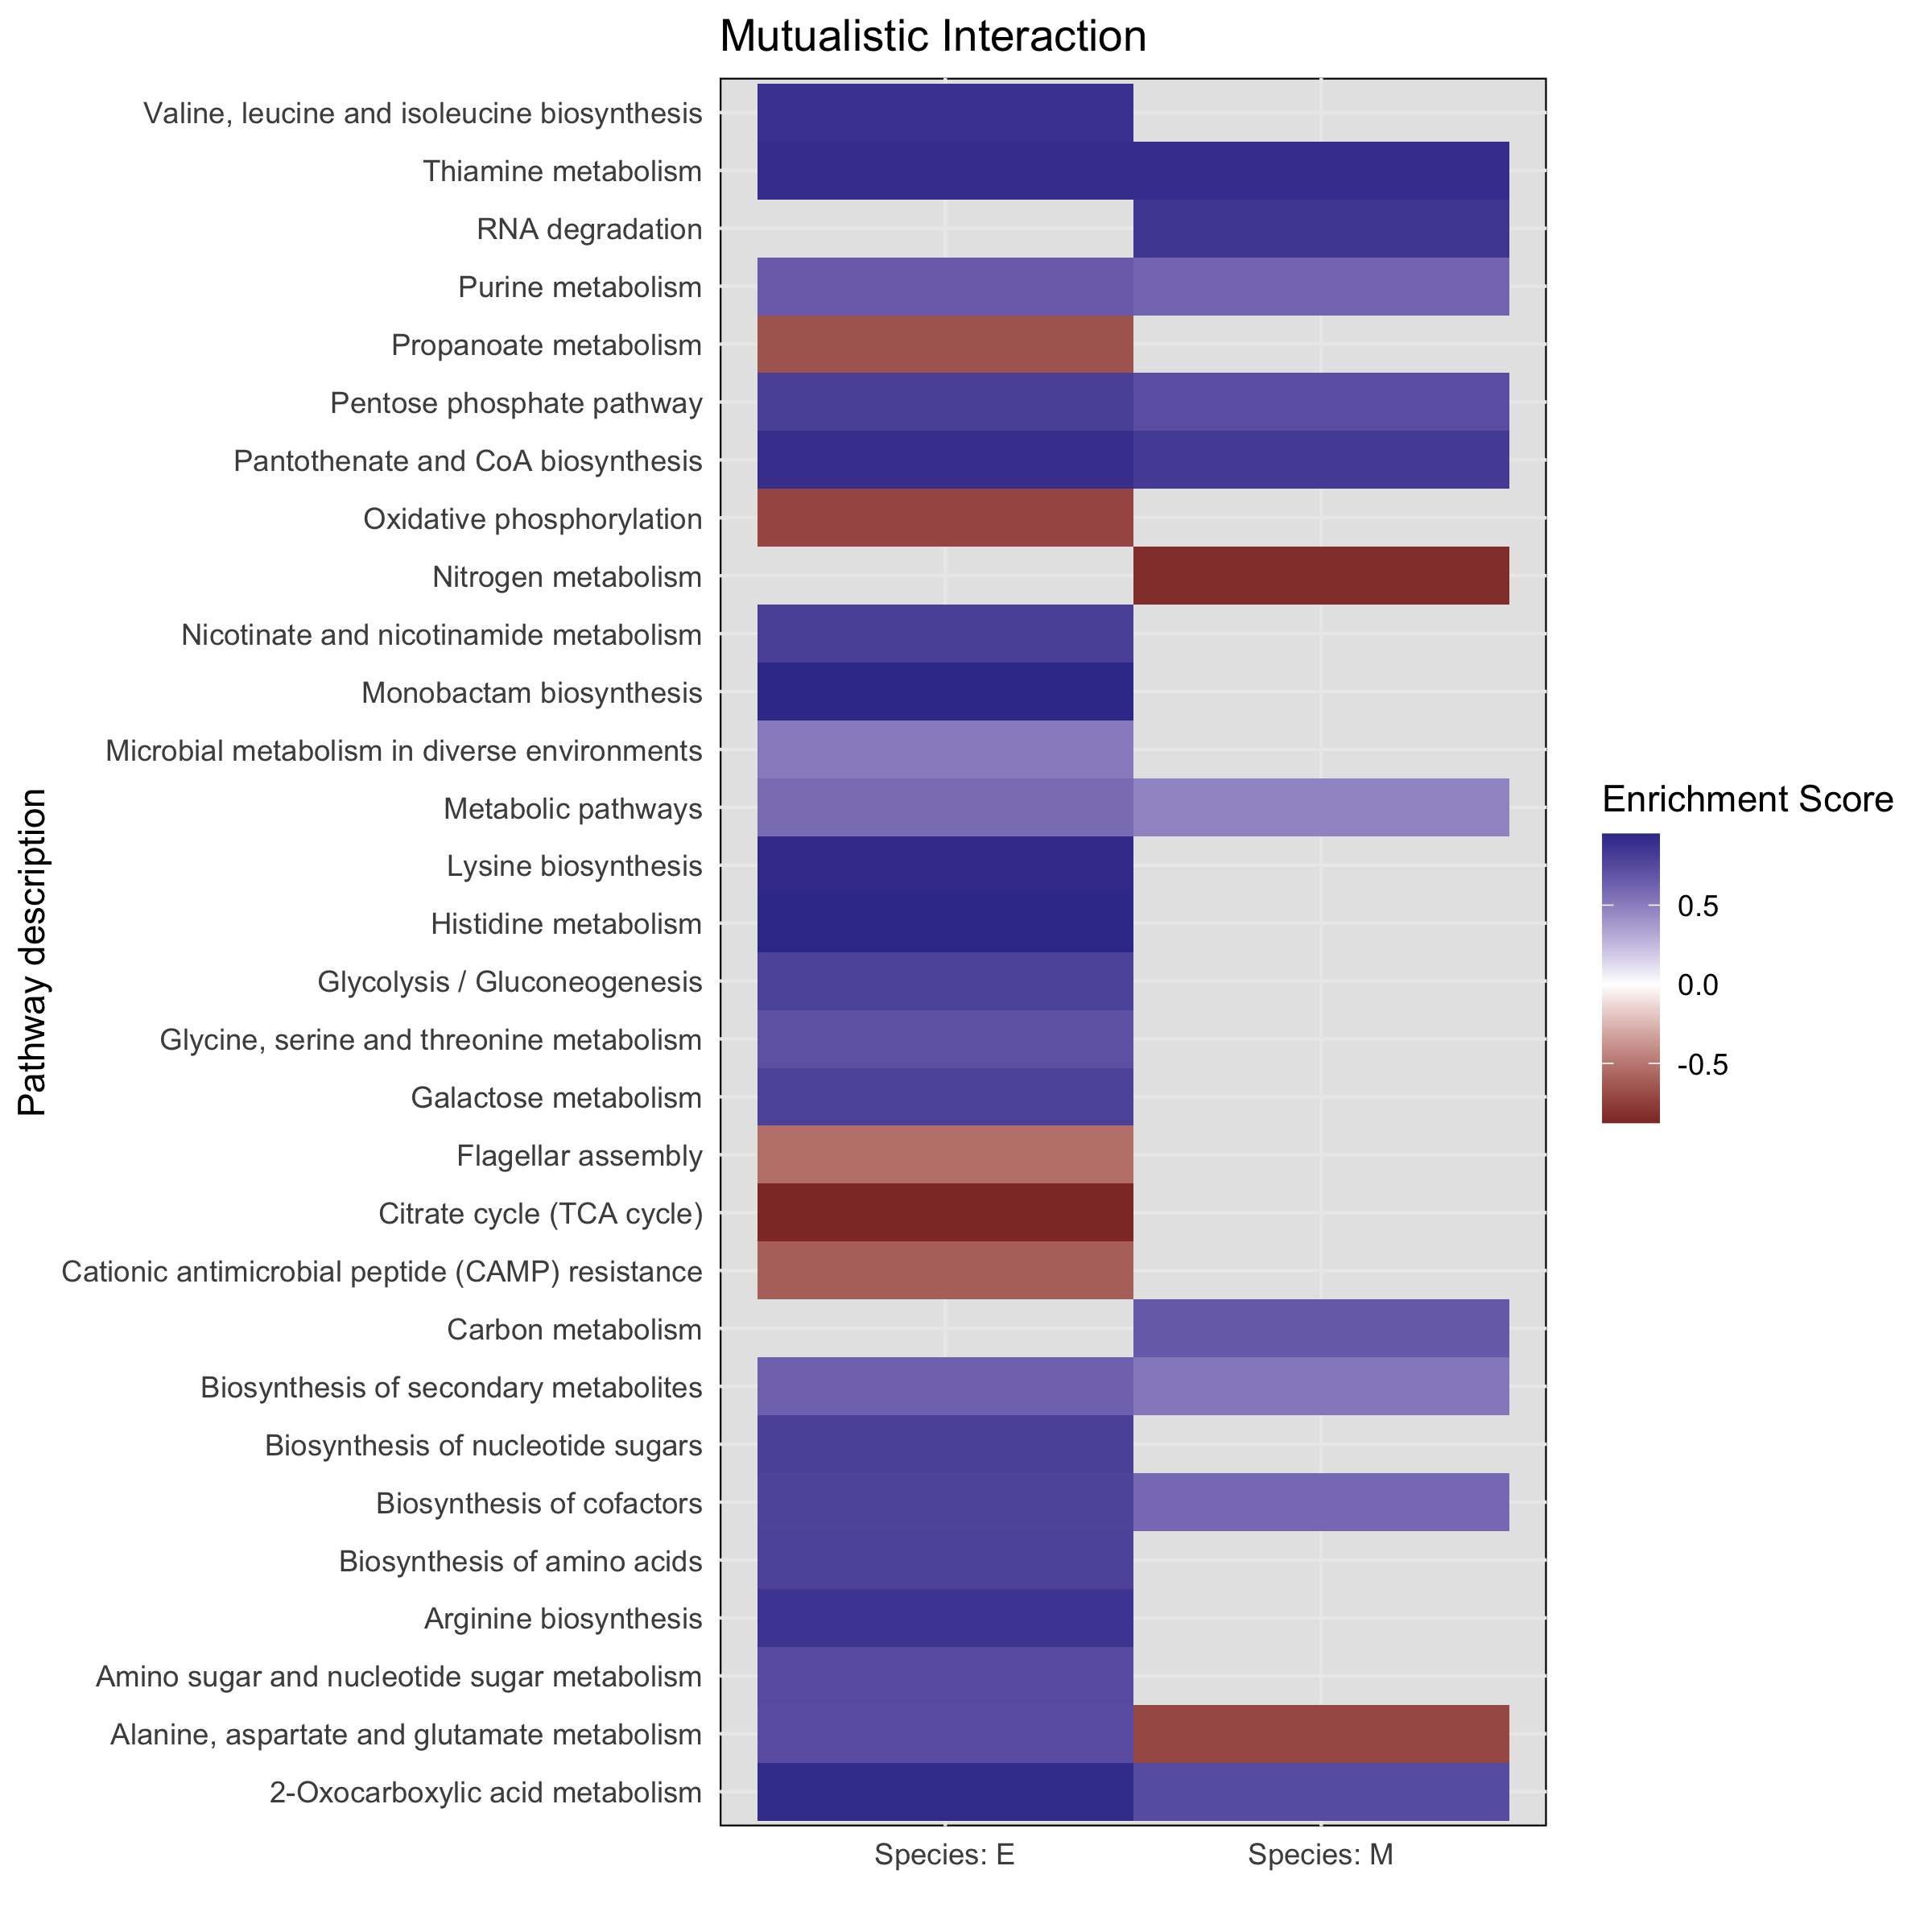 Mutualistic Interaction
Pathway description
Valine, leucine and isoleucine biosynthesis
Thiamine metabolism
RNA degradation
Purine metabolism
Propanoate metabolism
Pentose phosphate pathway
Pantothenate and CoA biosynthesis
Oxidative phosphorylation
Nitrogen metabolism
Nicotinate and nicotinamide metabolism
Monobactam biosynthesis
Microbial metabolism in diverse environments
Metabolic pathways
Lysine biosynthesis
Histidine metabolism
Glycolysis / Gluconeogenesis
Glycine, serine and threonine metabolism
Galactose metabolism
Flagellar assembly
Citrate cycle (TCA cycle)
Cationic antimicrobial peptide (CAMP) resistance
Carbon metabolism
Biosynthesis of secondary metabolites
Biosynthesis of nucleotide sugars
Biosynthesis of cofactors
Biosynthesis of amino acids
Arginine biosynthesis
Amino sugar and nucleotide sugar metabolism
Alanine, aspartate and glutamate metabolism
2-Oxocarboxylic acid metabolism
Species: E
Species: M
Enrichment Score
0.5
0.0
-0.5